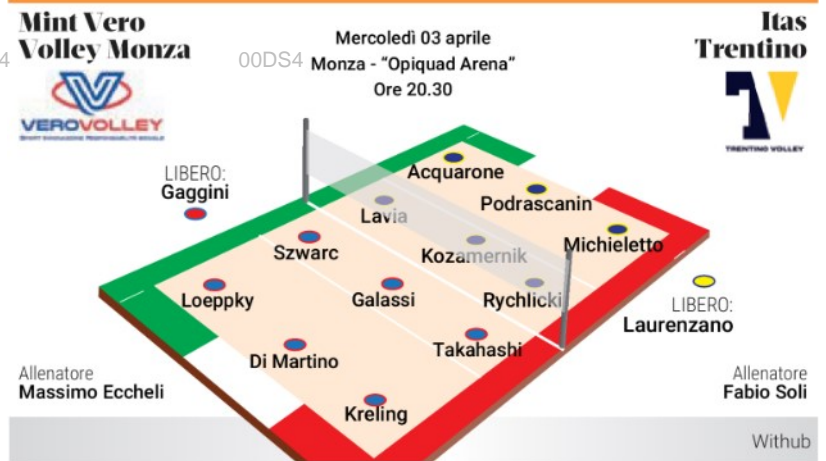 Mint Vero
Volley Monza
Itas
Trentino
4
00DS4
Mercoledì 03 aprile
Monza - “Opiquad Arena”
Ore 20.30
VEROVOLLEY
TRENTINO VOLLEY
LIBERO:
Gaggini
Acquarone
Podrascanin
Lavia
Michieletto
Szwarc
Kozamernik
Loeppky
Galassi
Rychlicki
LIBERO:
Laurenzano
Di Martino
Takahashi
Kreling
Allenatore
Massimo Eccheli
Allenatore
Fabio Soli
Withub